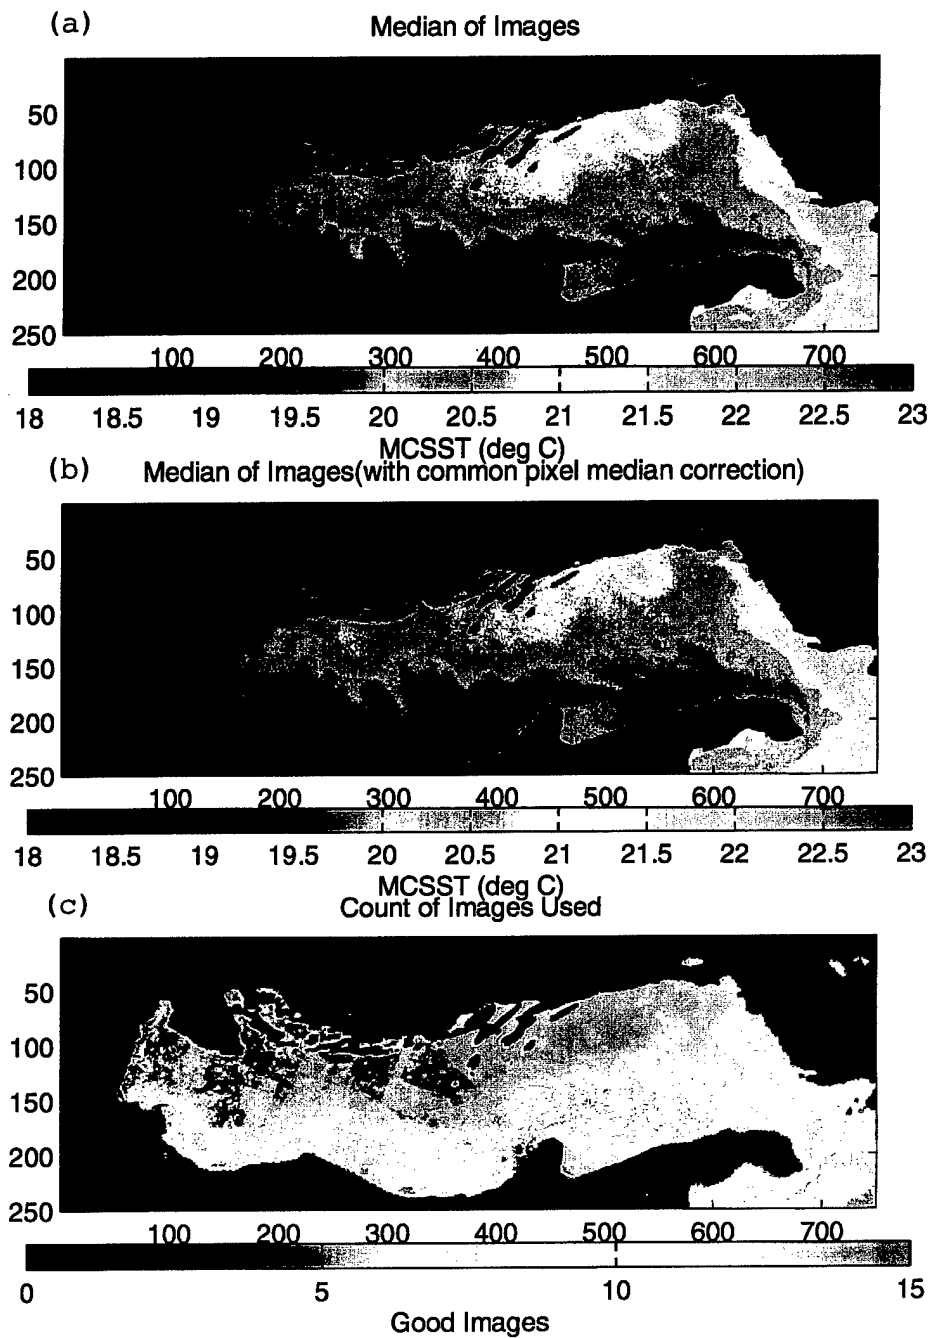 (a)
Median of Images
50
100
150
200
250
100 200 300 400 500 600 700
18 18.5 19 19.5 20 20.5 21 21.5 22 22.5 23
MCSST (deg C)
(b) Median of Images(with common pixel median correction)
50
100
150
200
250
100 200 300 400 500 600 700
18 18.5 19 19.5 20 20.5 21 21.5 22 22.5 23
MCSST (deg C)
(c) Count of Images Used
50
100
150
200
250
100 200 300 400 500 600 700
0 5 10 15
Good Images